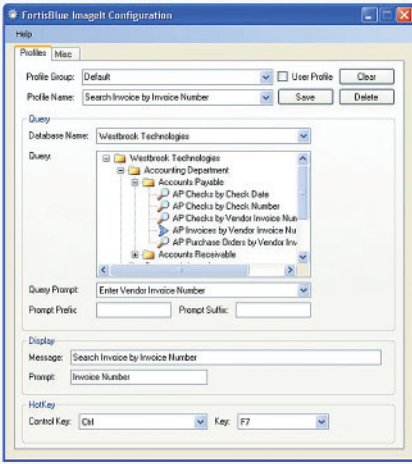 FortisBlue ImageIt Configuration
Help
Profiles Misc
Profile Group: Default User Profile Clear
Profile Name: Search Invoice by Invoice Number Save Delete
Query
Database Name: Westbrook Technologies
Query: Westbrook Technologies
Accounting Department
Accounts Payable
AP Checks by Check Date
AP Checks by Check Number
AP Checks by Vendor Invoice Num
AP Invoices by Vendor Invoice Nu
AP Purchase Orders by Vendor Inv
Accounts Receivable
Query Prompt: Enter Vendor Invoice Number
Prompt Prefix: Prompt Suffix:
Display
Message: Search Invoice by Invoice Number
Prompt: Invoice Number
HotKey
Control Key: Ctrl Key: F7